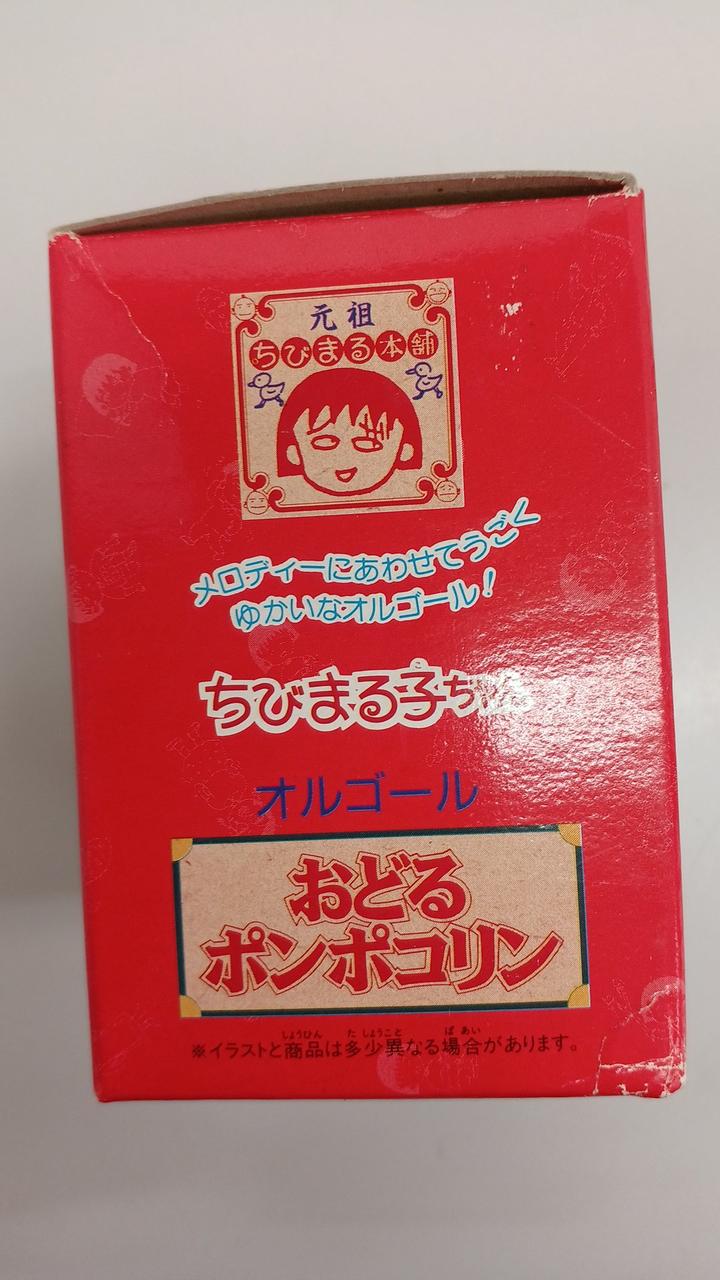 元祖
ちびまる本舗
メロディーにあわせてうごく
ゆかいなオルゴール！
ちびまる子ちゃん
オルゴール
おどる
ポンポコリン
※イラストと商品は多少異なる場合があります。